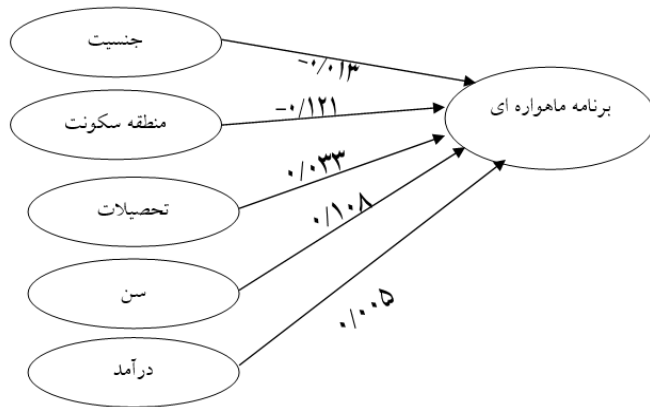 جنسیت
-۰/۰۱۳
منطقه سکونت
-۰/۱۲۱
برنامه ماهواره ای
تحصیلات
۰/۰۳۳
سن
۰/۱۰۸
درآمد
۰/۰۰۵